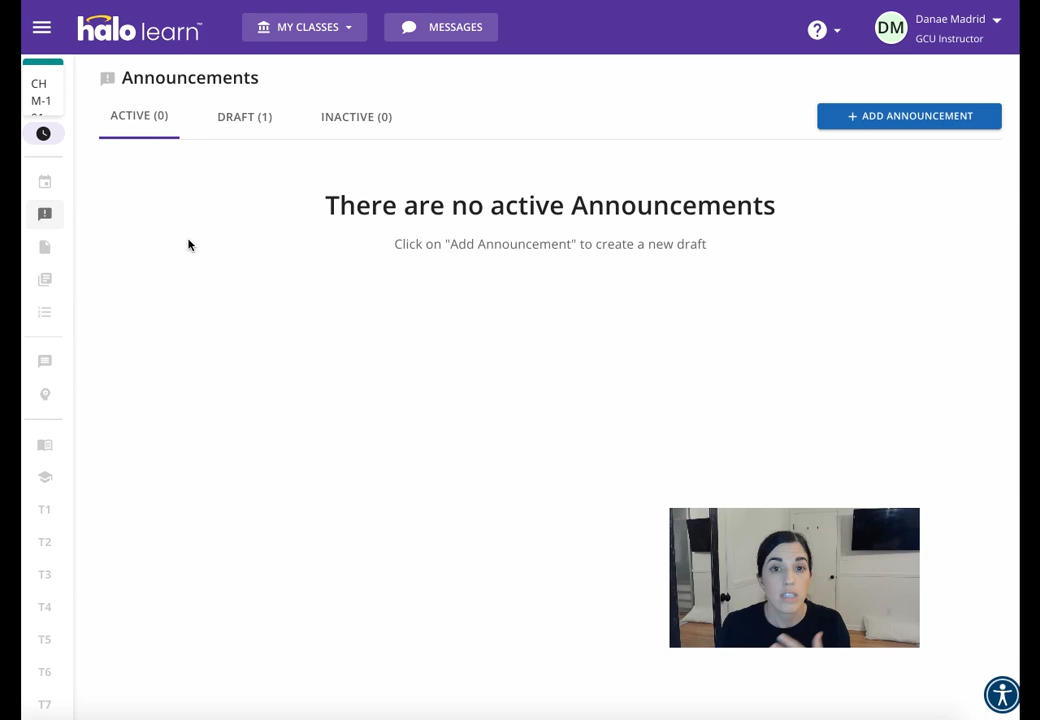 halo learn™
MY CLASSES
MESSAGES
?
DM
Danae Madrid
GCU Instructor
CH
M-1
Announcements
ACTIVE (0)
DRAFT (1)
INACTIVE (0)
+ ADD ANNOUNCEMENT
There are no active Announcements
Click on "Add Announcement" to create a new draft
T1
T2
T3
T4
T5
T6
T7